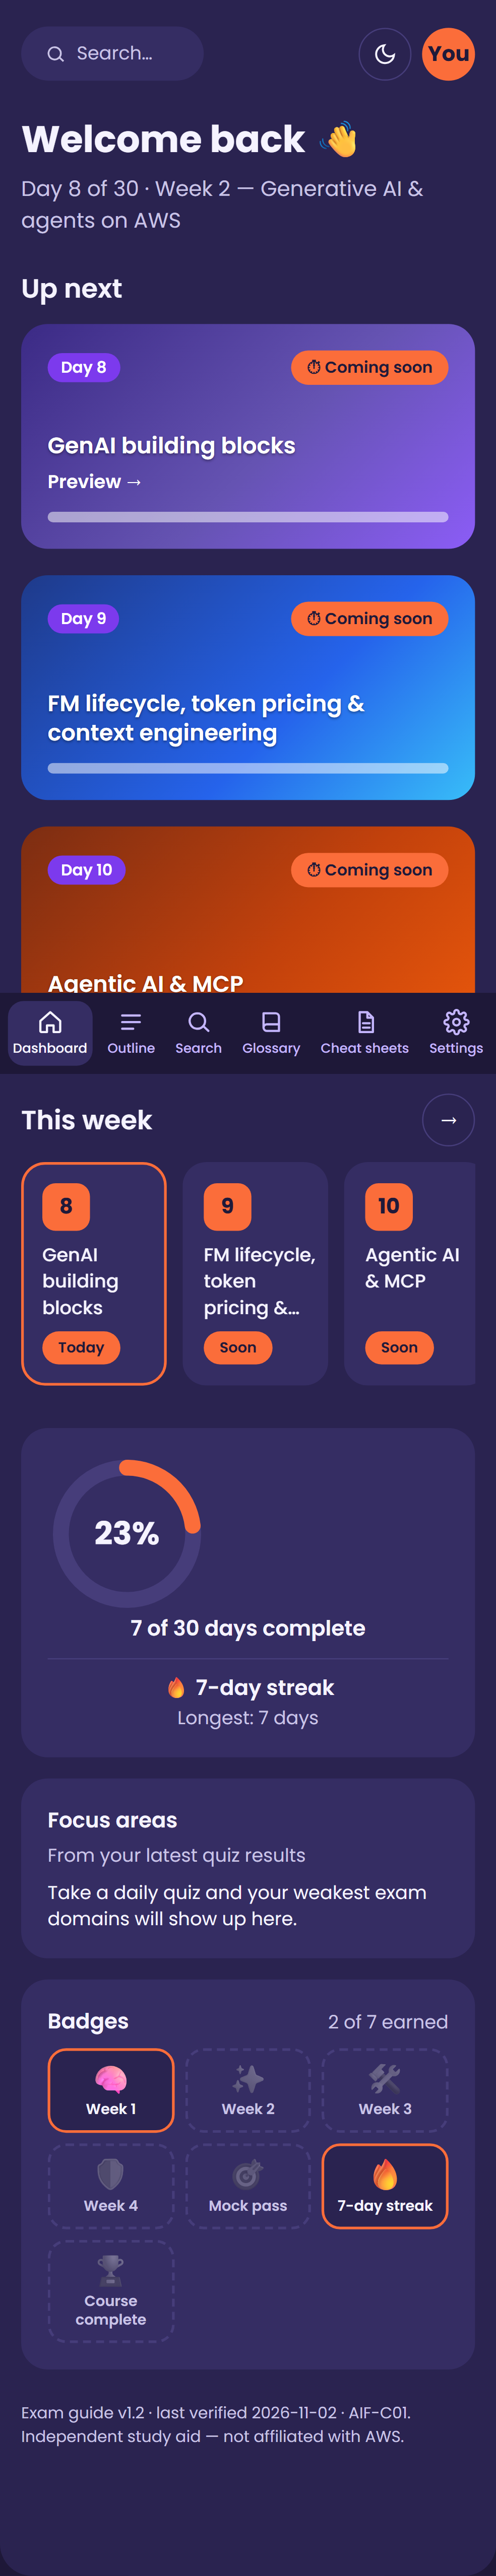 Search...
You
Welcome back 👋
Day 8 of 30 · Week 2 — Generative AI &
agents on AWS
Up next
Day 8
⏱ Coming soon
GenAI building blocks
Preview →
Day 9
⏱ Coming soon
FM lifecycle, token pricing &
context engineering
Day 10
⏱ Coming soon
Agentic AI & MCP
Dashboard
Outline
Search
Glossary
Cheat sheets
Settings
This week
→
8
GenAI
building
blocks
Today
9
FM lifecycle,
token
pricing &...
Soon
10
Agentic AI
& MCP
Soon
23%
7 of 30 days complete
🔥 7-day streak
Longest: 7 days
Focus areas
From your latest quiz results
Take a daily quiz and your weakest exam
domains will show up here.
Badges
2 of 7 earned
Week 1
Week 2
Week 3
Week 4
Mock pass
7-day streak
Course
complete
Exam guide v1.2 · last verified 2026-11-02 · AIF-C01.
Independent study aid — not affiliated with AWS.